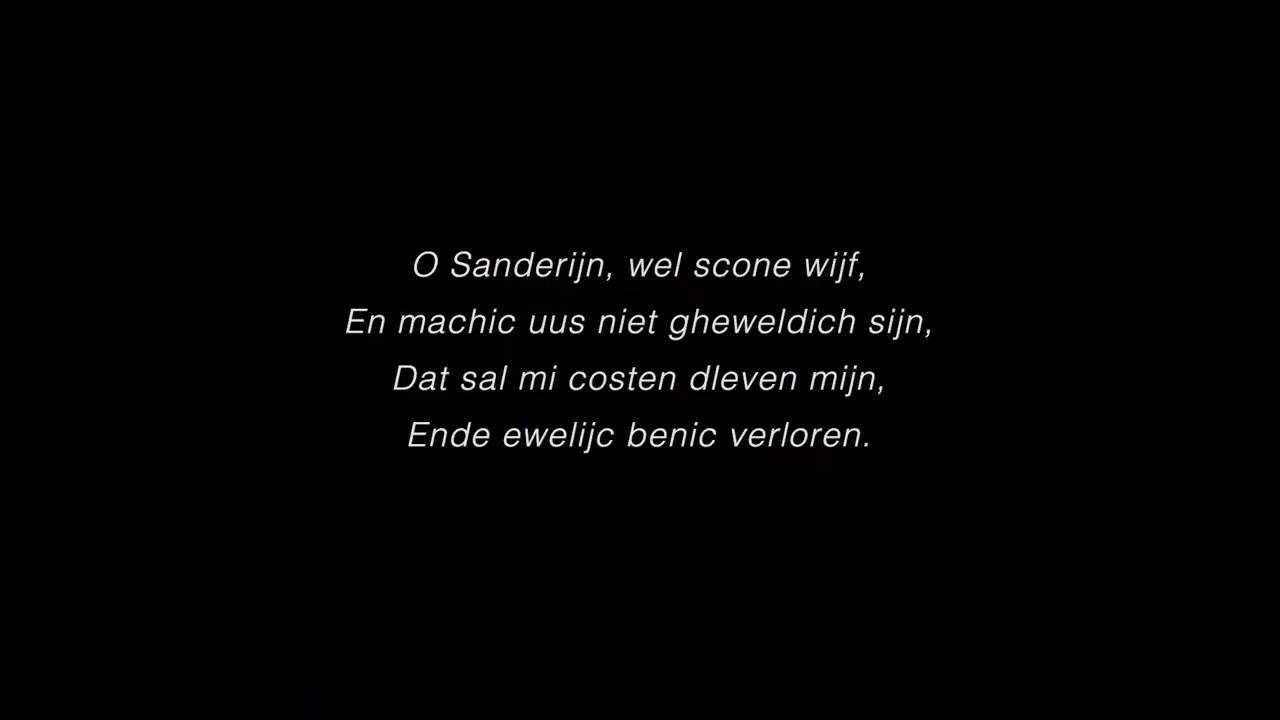 O Sanderijn, wel scone wijf,
En machic uus niet gheweldich sijn,
Dat sal mi costen dleven mijn,
Ende ewelijc benic verloren.